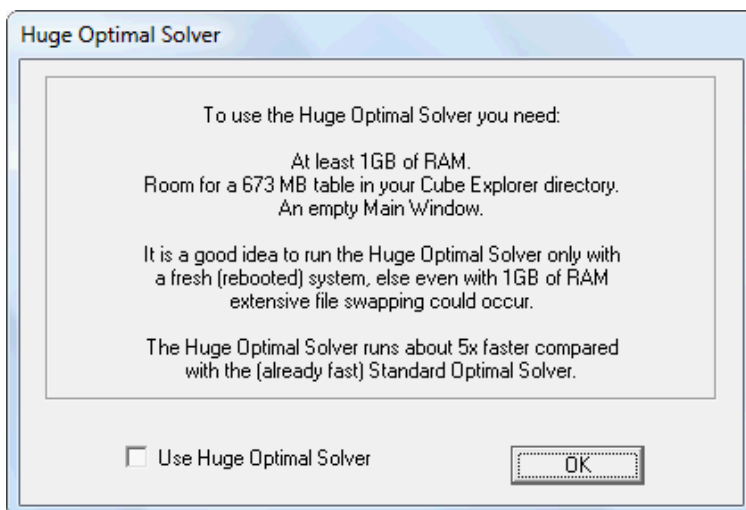 Huge Optimal Solver
To use the Huge Optimal Solver you need:
At least 1GB of RAM.
Room for a 673 MB table in your Cube Explorer directory.
An empty Main Window.
It is a good idea to run the Huge Optimal Solver only with
a fresh (rebooted) system, else even with 1GB of RAM
extensive file swapping could occur.
The Huge Optimal Solver runs about 5x faster compared
with the (already fast) Standard Optimal Solver.
Use Huge Optimal Solver
OK